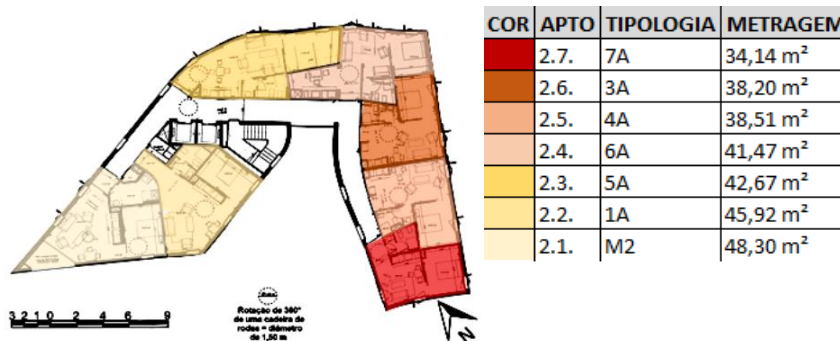 COR APTO TIPOLOGIA METRAGEM
2.7. 7A 34,14 m²
2.6. 3A 38,20 m²
2.5. 4A 38,51 m²
2.4. 6A 41,47 m²
2.3. 5A 42,67 m²
2.2. 1A 45,92 m²
2.1. M2 48,30 m²
3 2 1 0 2 4 6 9
Rotação de 360°
de uma cadeira de
rodas = diâmetro
de 1,50 m
N